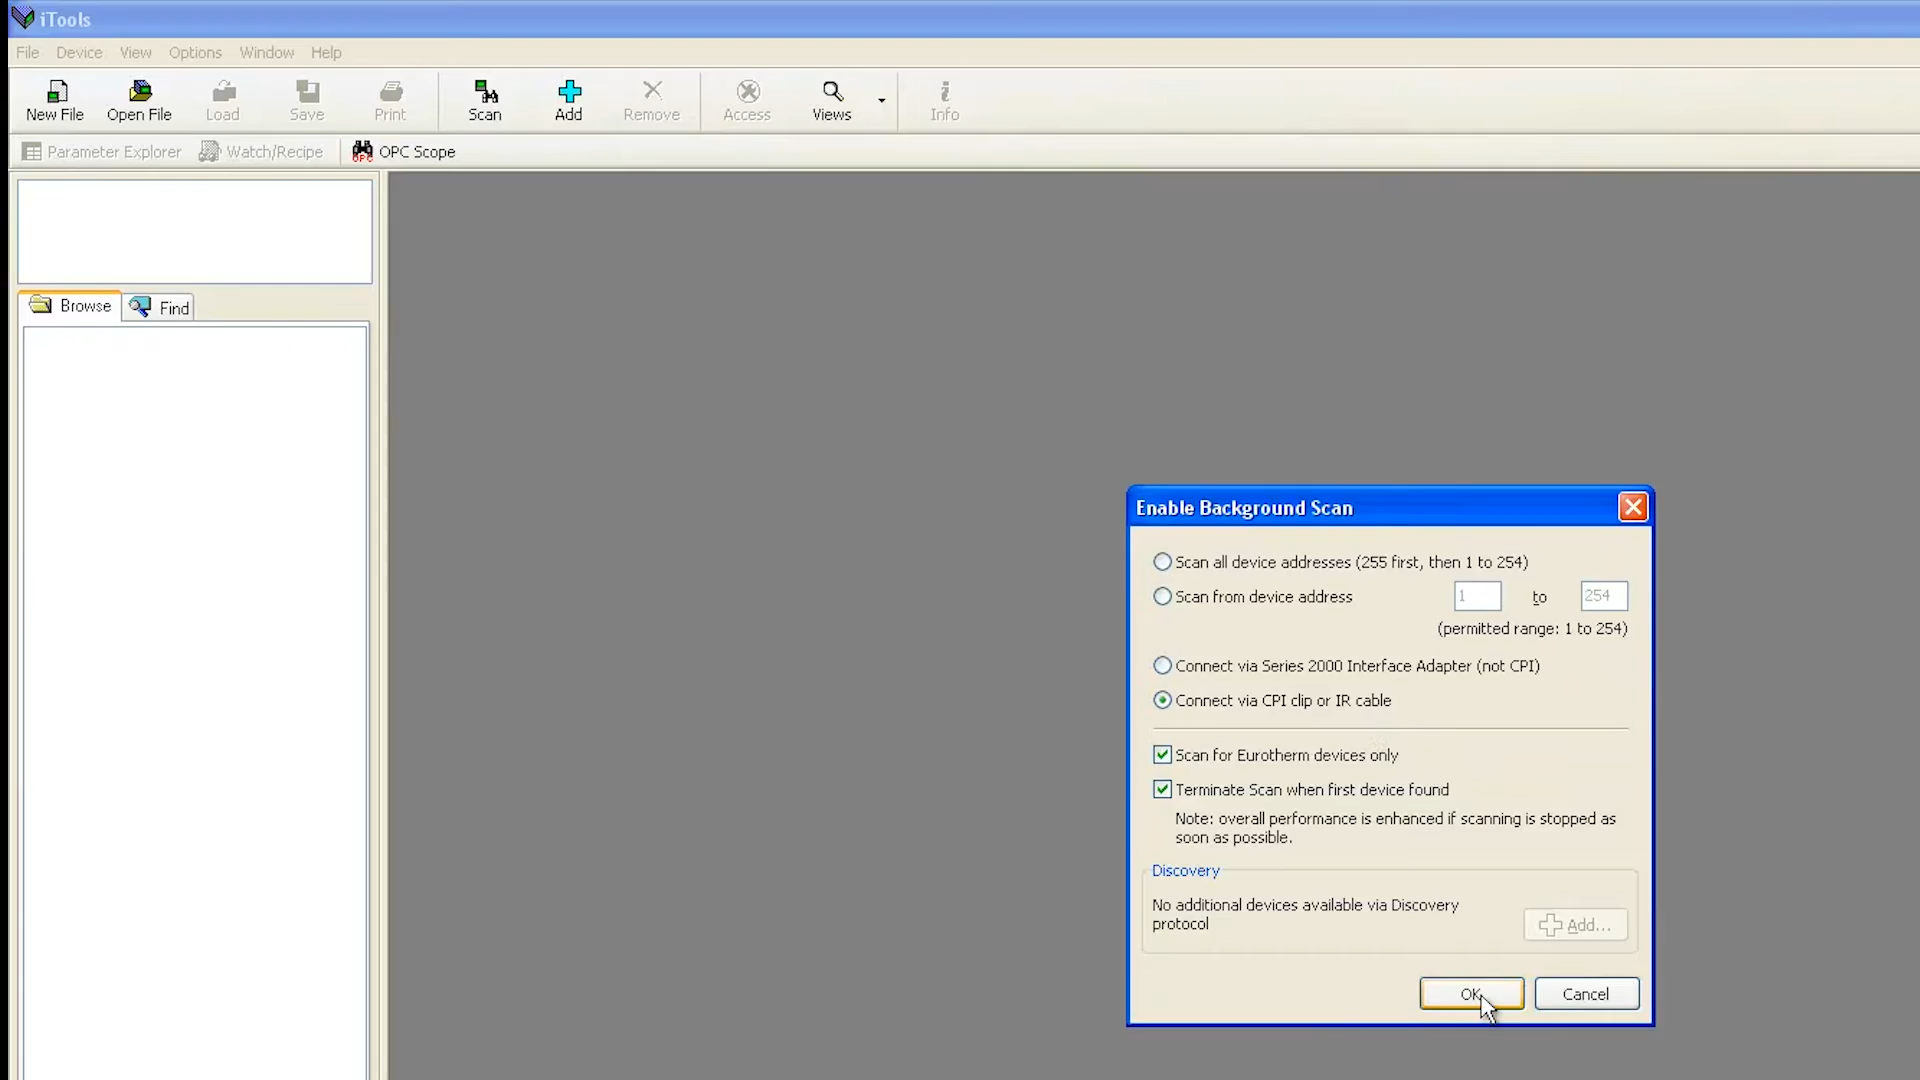 iTools
File Device View Options Window Help
New File Open File Load Save Print Scan Add Remove Access Views Info
Parameter Explorer Watch/Recipe OPC OPC Scope
Browse Find
Enable Background Scan
Scan all device addresses (255 first, then 1 to 254)
Scan from device address 1 to 254
(permitted range: 1 to 254)
Connect via Series 2000 Interface Adapter (not CPI)
Connect via CPI clip or IR cable
Scan for Eurotherm devices only
Terminate Scan when first device found
Note: overall performance is enhanced if scanning is stopped as
soon as possible.
Discovery
No additional devices available via Discovery
protocol
Add...
OK Cancel